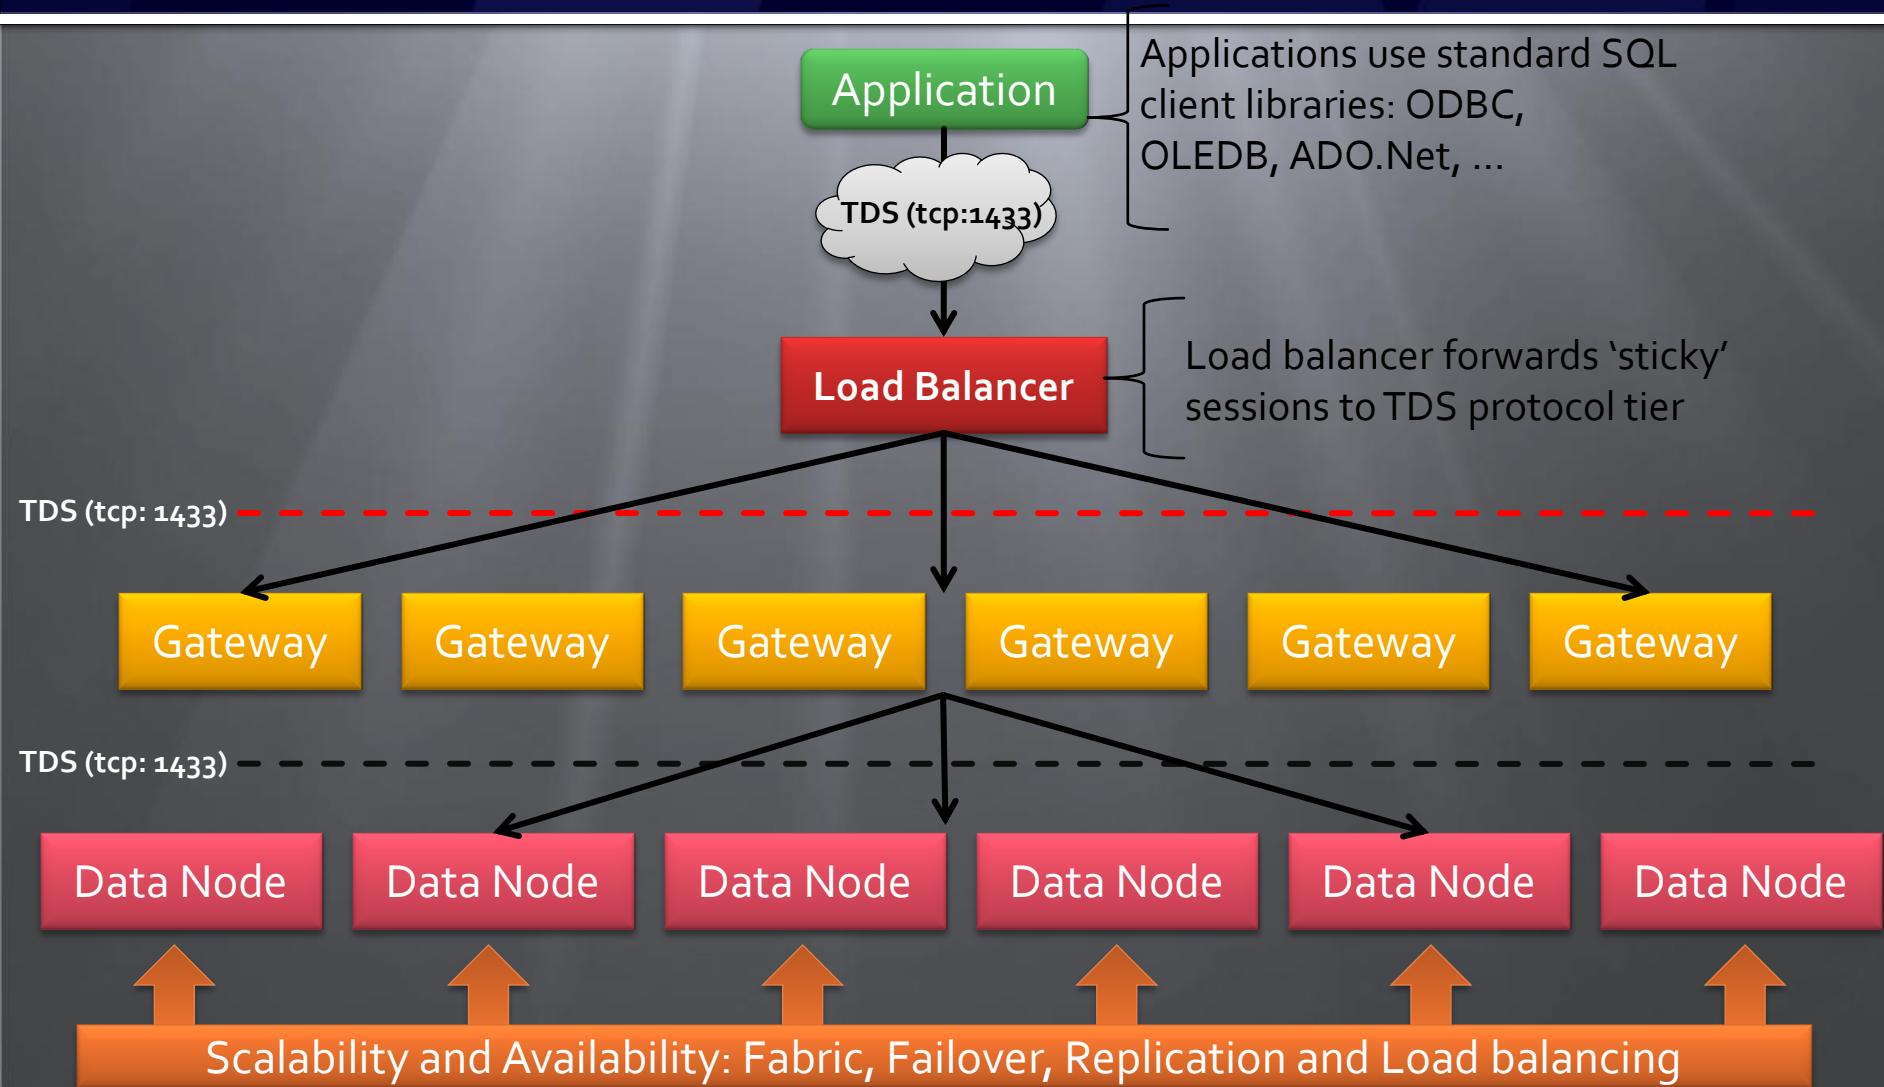 Application
Applications use standard SQL
client libraries: ODBC,
OLEDB, ADO.Net, ...
TDS (tcp:1433)
Load Balancer
Load balancer forwards ‘sticky’
sessions to TDS protocol tier
TDS (tcp: 1433)
Gateway
Gateway
Gateway
Gateway
Gateway
Gateway
TDS (tcp: 1433)
Data Node
Data Node
Data Node
Data Node
Data Node
Data Node
Scalability and Availability: Fabric, Failover, Replication and Load balancing